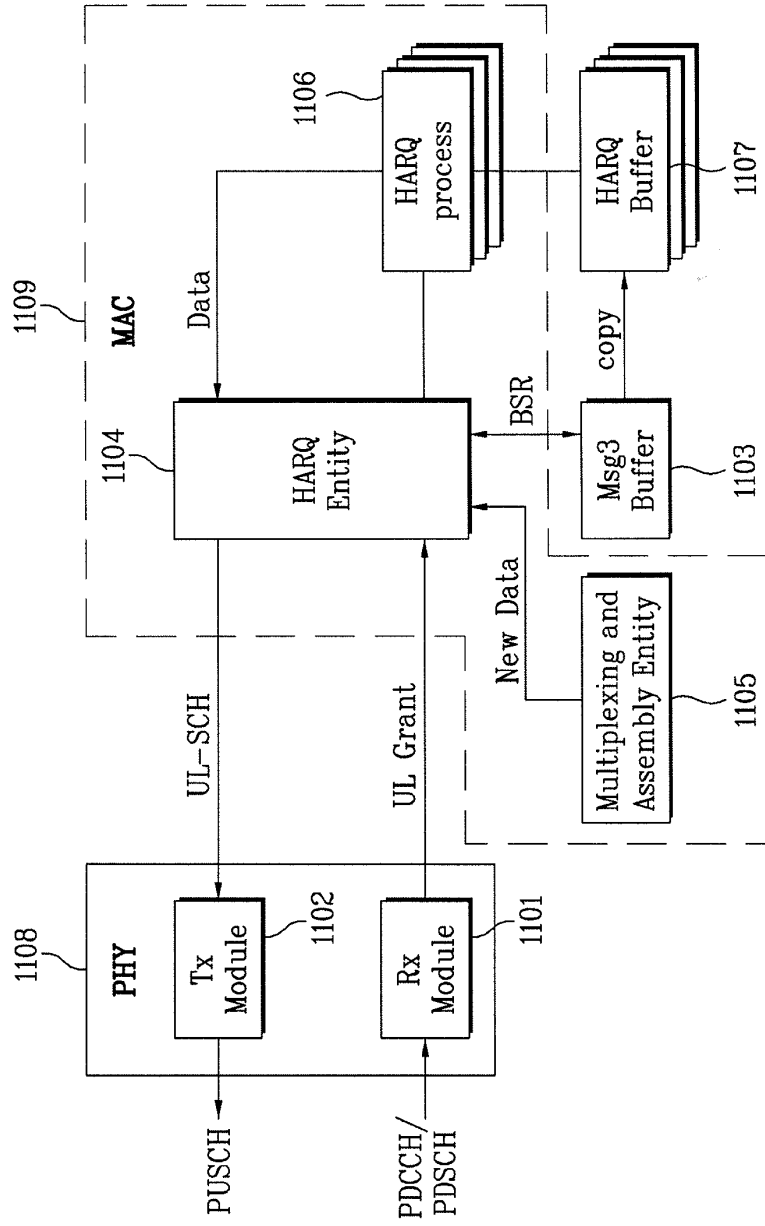 1108
PHY
PUSCH
Tx
Module
1102
PDCCH/
PDSCH
Rx
Module
1101
UL-SCH
UL Grant
1109
MAC
1104
HARQ
Entity
Data
1106
HARQ
process
New Data
BSR
Multiplexing and
Assembly Entity
1105
Msg3
Buffer
1103
copy
HARQ
Buffer
1107